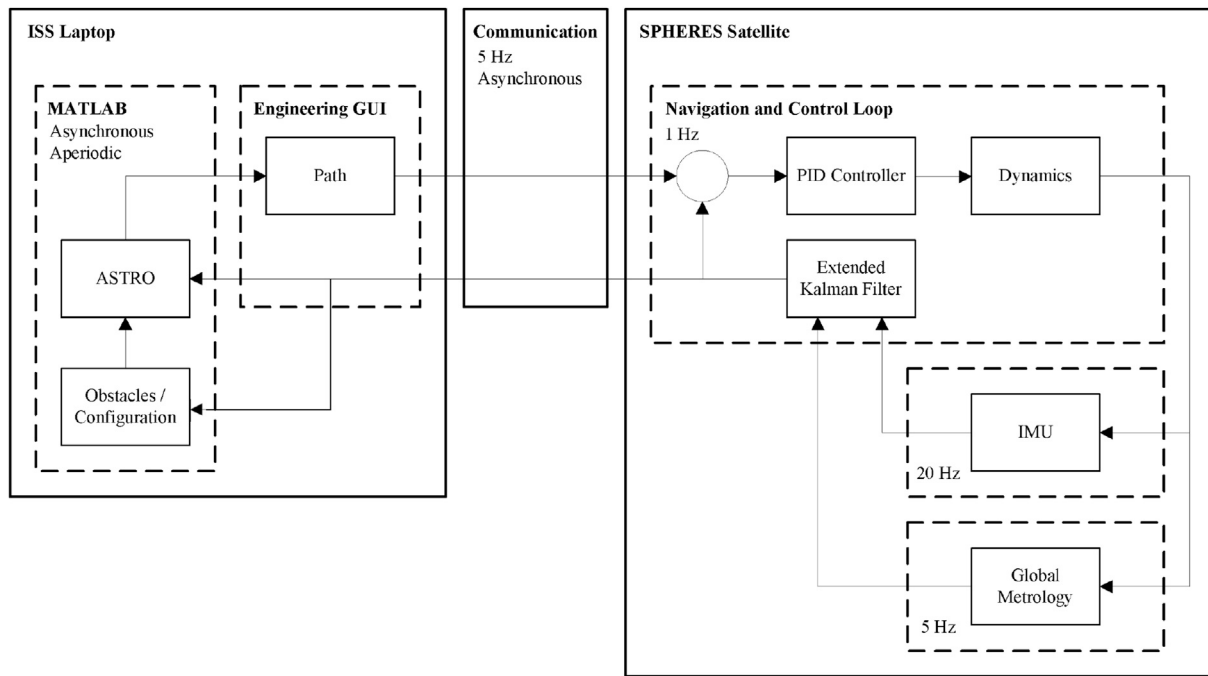 ISS Laptop
MATLAB
Asynchronous
Aperiodic
Engineering GUI
Path
ASTRO
Obstacles /
Configuration
Communication
5 Hz
Asynchronous
SPHERES Satellite
Navigation and Control Loop
1 Hz
PID Controller
Dynamics
Extended
Kalman Filter
IMU
20 Hz
Global
Metrology
5 Hz